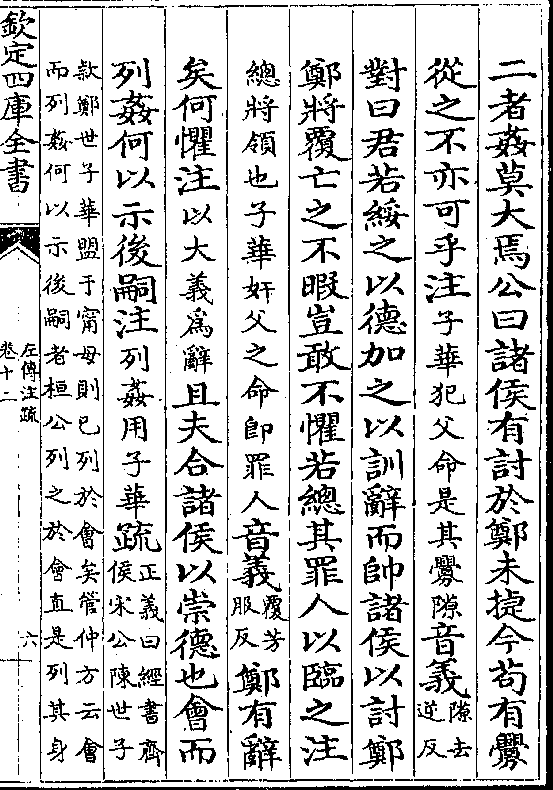 二者姦莫大焉公曰諸侯有討於鄭未捷今苟有釁
從之不亦可乎注子華犯父命是其釁隙音義隙去逆反
對曰君若綏之以德加之以訓辭而帥諸侯以討鄭
鄭將覆亡之不暇豈敢不懼若總其罪人以臨之注
總將領也子華奸父之命即罪人音義覆芳服反鄭有辭
矣何懼注以大義為辭且夫合諸侯以崇德也會而
列姦何以示後嗣注列姦用子華疏正義曰經書齊侯宋公陳世子
款鄭世子華盟于甯母則已列於會矣管仲方云會
而列姦何以示後嗣者桓公列之於會直是列其身
欽定四庫全書
左傳注疏
卷十二
六